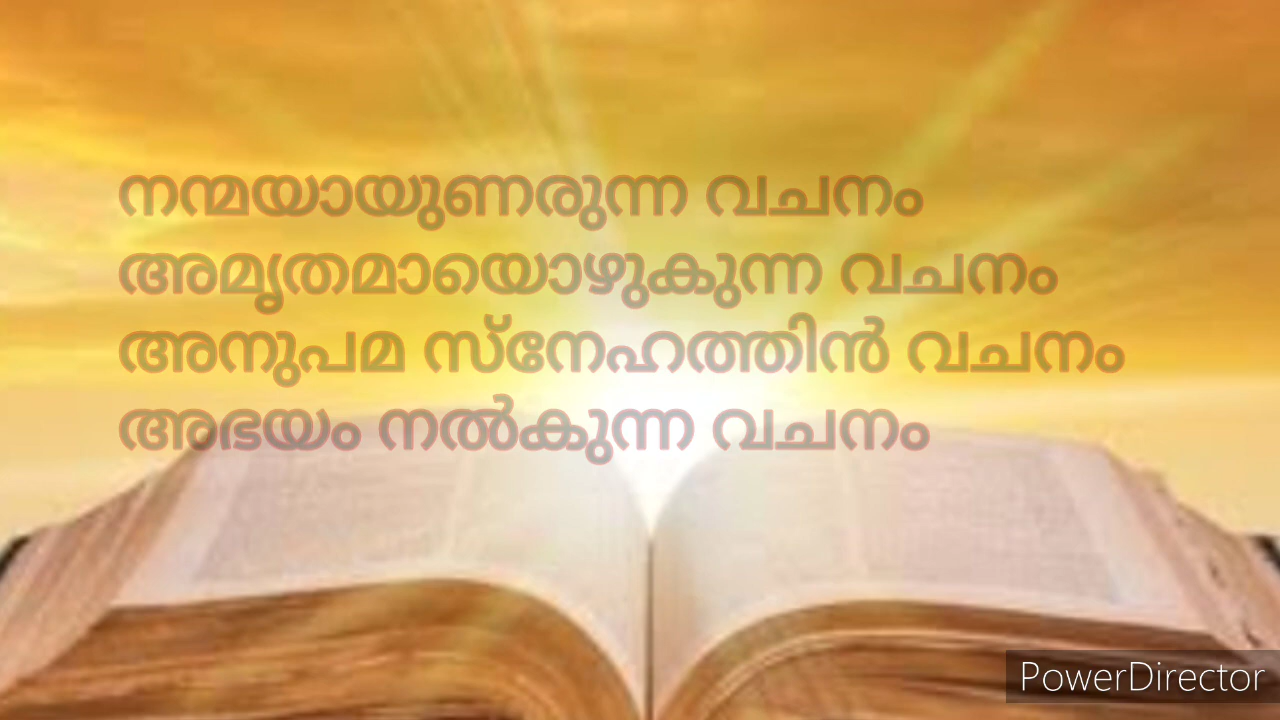 നന്മയായുണരുന്ന വചനം
അമൃതമായൊഴുകുന്ന വചനം
അനുപമ സ്നേഹത്തിൻ വചനം
അഭയം നൽകുന്ന വചനം
PowerDirector